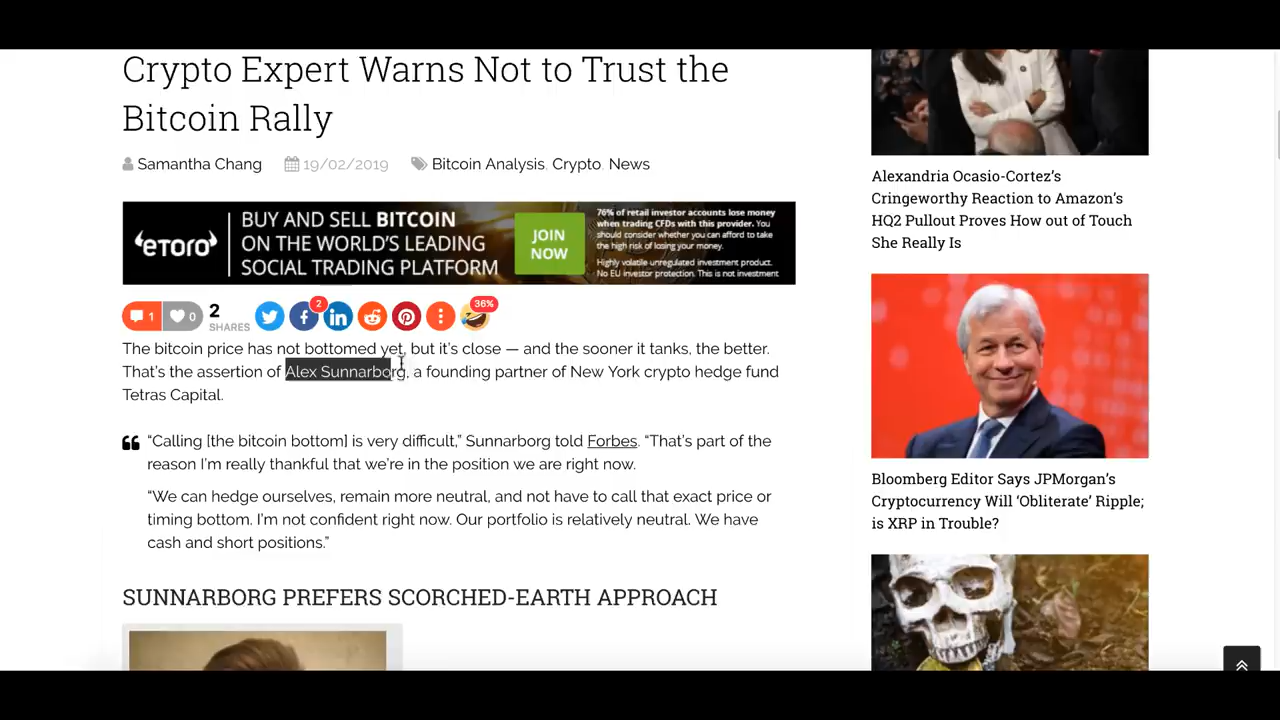 Crypto Expert Warns Not to Trust the
Bitcoin Rally
Samantha Chang 19/02/2019 Bitcoin Analysis, Crypto, News
eToro
BUY AND SELL BITCOIN
ON THE WORLD'S LEADING
SOCIAL TRADING PLATFORM
JOIN
NOW
76% of retail investor accounts lose money
when trading CFDs with this provider. You
should consider whether you can afford to take
the high risk of losing your money.
Highly volatile unregulated investment product.
No EU investor protection. This is not investment
1 0 2 SHARES 2 36%
The bitcoin price has not bottomed yet, but it's close — and the sooner it tanks, the better.
That's the assertion of Alex Sunnarborg, a founding partner of New York crypto hedge fund
Tetras Capital.
“Calling [the bitcoin bottom] is very difficult,” Sunnarborg told Forbes. “That's part of the
reason I'm really thankful that we're in the position we are right now.
“We can hedge ourselves, remain more neutral, and not have to call that exact price or
timing bottom. I'm not confident right now. Our portfolio is relatively neutral. We have
cash and short positions.”
SUNNARBORG PREFERS SCORCHED-EARTH APPROACH
Alexandria Ocasio-Cortez's
Cringeworthy Reaction to Amazon's
HQ2 Pullout Proves How out of Touch
She Really Is
Bloomberg Editor Says JPMorgan's
Cryptocurrency Will ‘Obliterate’ Ripple;
is XRP in Trouble?